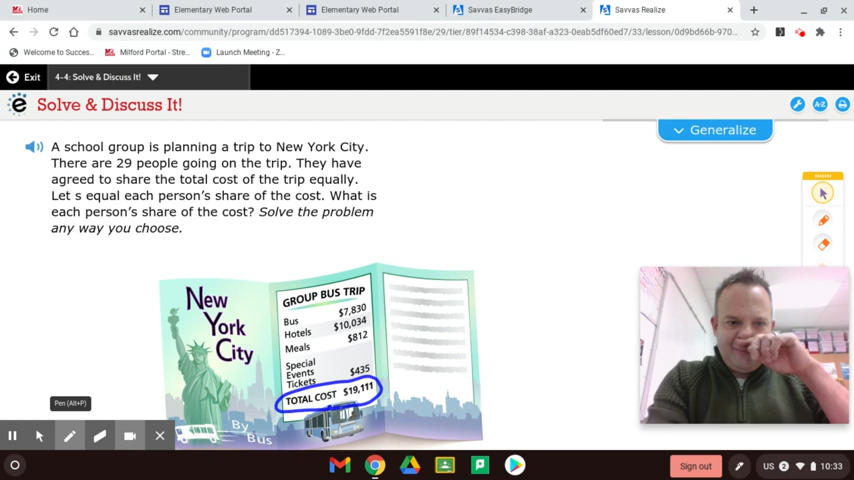 Home
Elementary Web Portal
Elementary Web Portal
Savvas EasyBridge
Savvas Realize
savvasrealize.com/community/program/dd517394-1089-3be0-9fdd-7f2ea5591f8e/29/tier/89f14534-c398-38af-a323-0eab5df60ed7/33/lesson/0d9bd66b-970...
Welcome to Succes...
Milford Portal - Stre...
Launch Meeting - Z...
Exit
4-4: Solve & Discuss It!
Solve & Discuss It!
A-Z
Generalize
A school group is planning a trip to New York City.
There are 29 people going on the trip. They have
agreed to share the total cost of the trip equally.
Let s equal each person's share of the cost. What is
each person's share of the cost? Solve the problem
any way you choose.
New
York
City
By
Bus
GROUP BUS TRIP
Bus $7,830
Hotels $10,034
Meals $812
Special
Events
Tickets $435
TOTAL COST $19,111
Pen (Alt+P)
Sign out
US 2 10:33